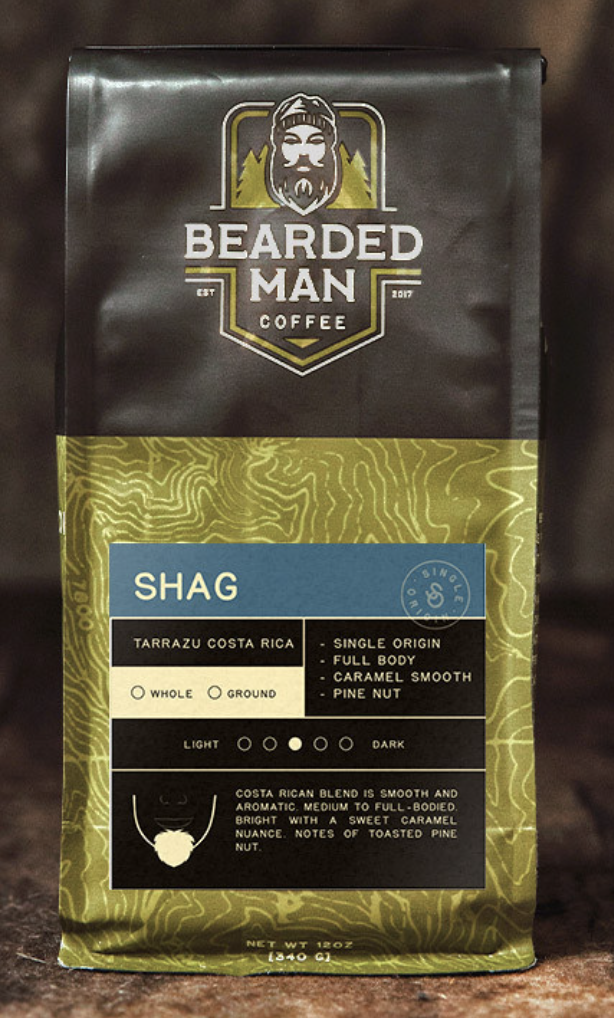 BEARDED
MAN
EST 2017
COFFEE
SHAG
SINGLE ORIGIN
TARRAZU COSTA RICA
WHOLE GROUND
- SINGLE ORIGIN
- FULL BODY
- CARAMEL SMOOTH
- PINE NUT
LIGHT DARK
COSTA RICAN BLEND IS SMOOTH AND
AROMATIC. MEDIUM TO FULL-BODIED.
BRIGHT WITH A SWEET CARAMEL
NUANCE. NOTES OF TOASTED PINE
NUT.
NET WT 12OZ
[340 G]